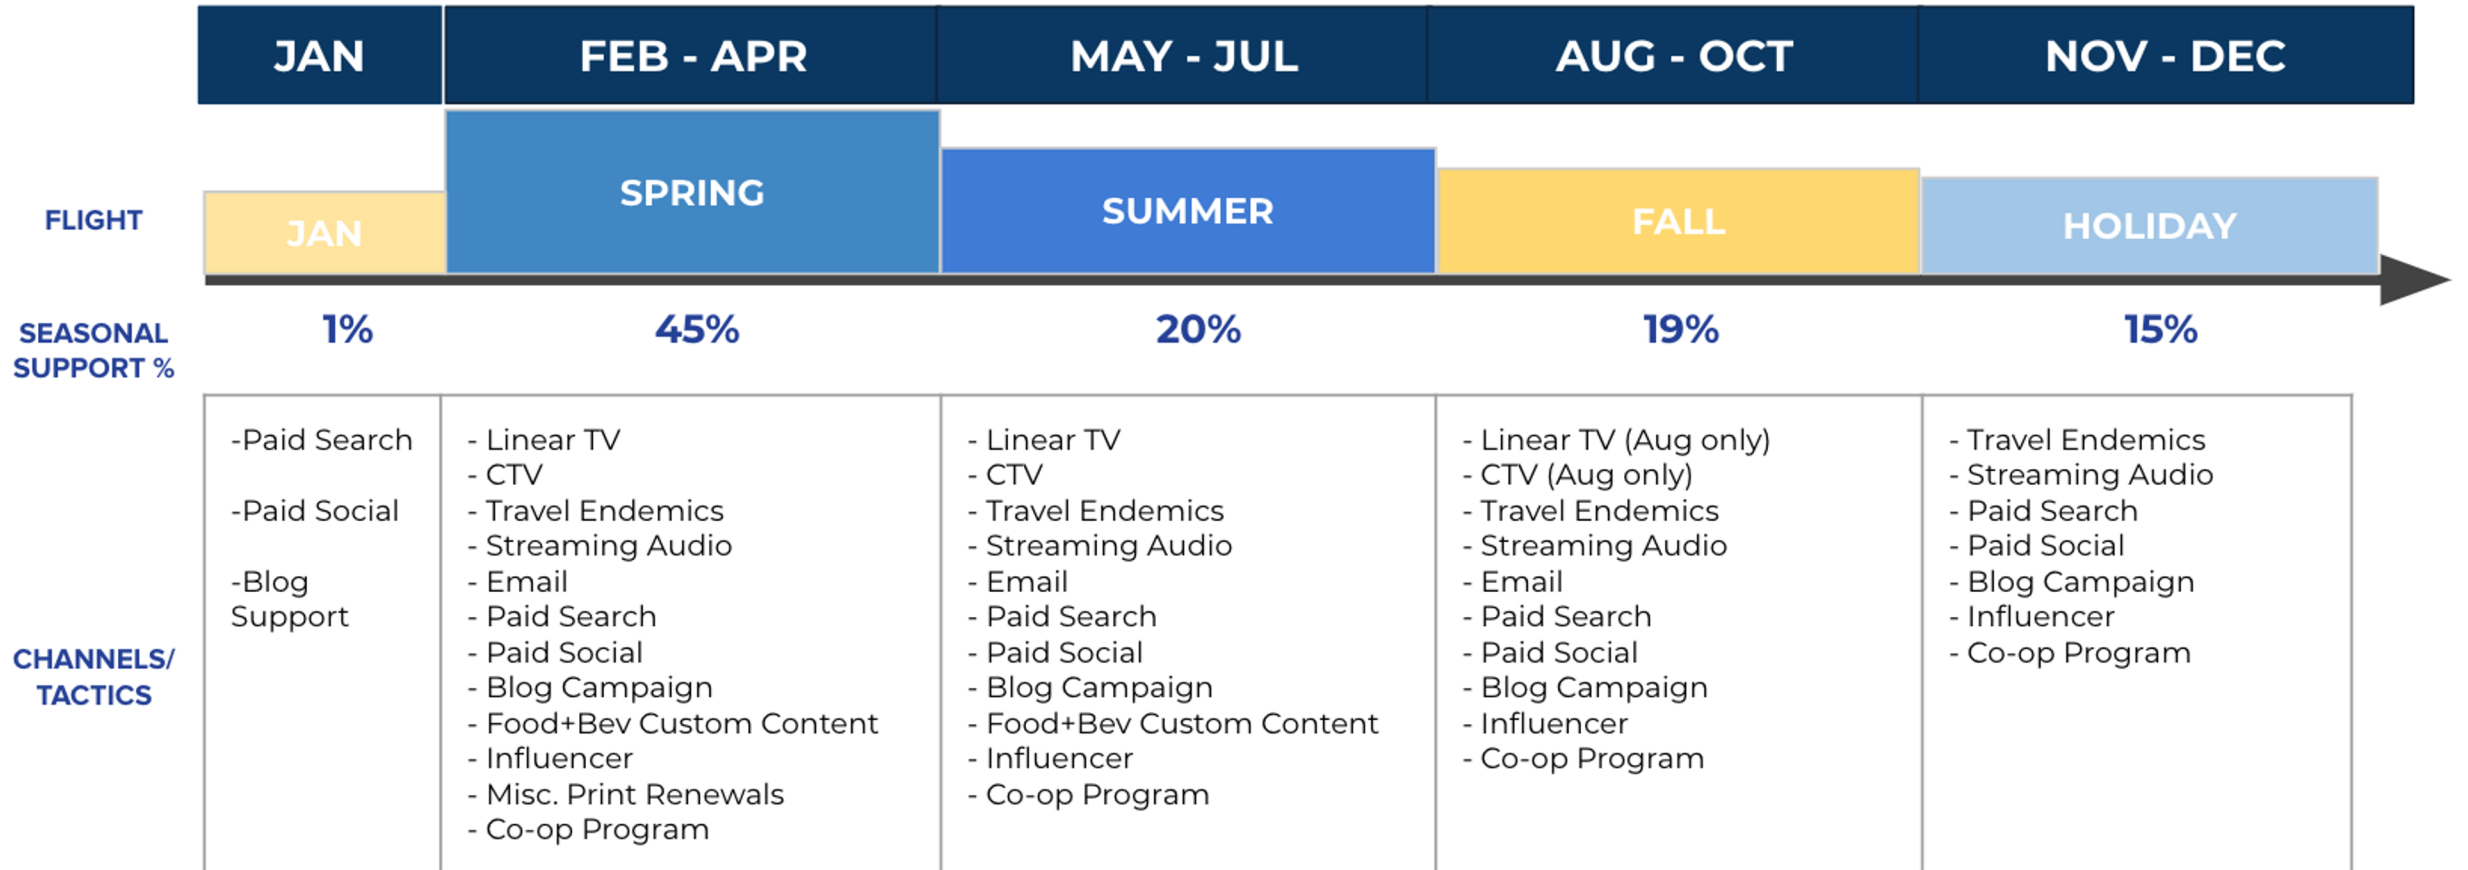 JAN
FEB - APR
MAY - JUL
AUG - OCT
NOV - DEC
FLIGHT
JAN
SPRING
SUMMER
FALL
HOLIDAY
SEASONAL
SUPPORT %
1%
45%
20%
19%
15%
CHANNELS/
TACTICS
-Paid Search
-Paid Social
-Blog
Support
- Linear TV
- CTV
- Travel Endemics
- Streaming Audio
- Email
- Paid Search
- Paid Social
- Blog Campaign
- Food+Bev Custom Content
- Influencer
- Misc. Print Renewals
- Co-op Program
- Linear TV
- CTV
- Travel Endemics
- Streaming Audio
- Email
- Paid Search
- Paid Social
- Blog Campaign
- Food+Bev Custom Content
- Influencer
- Co-op Program
- Linear TV (Aug only)
- CTV (Aug only)
- Travel Endemics
- Streaming Audio
- Email
- Paid Search
- Paid Social
- Blog Campaign
- Influencer
- Co-op Program
- Travel Endemics
- Streaming Audio
- Paid Search
- Paid Social
- Blog Campaign
- Influencer
- Co-op Program